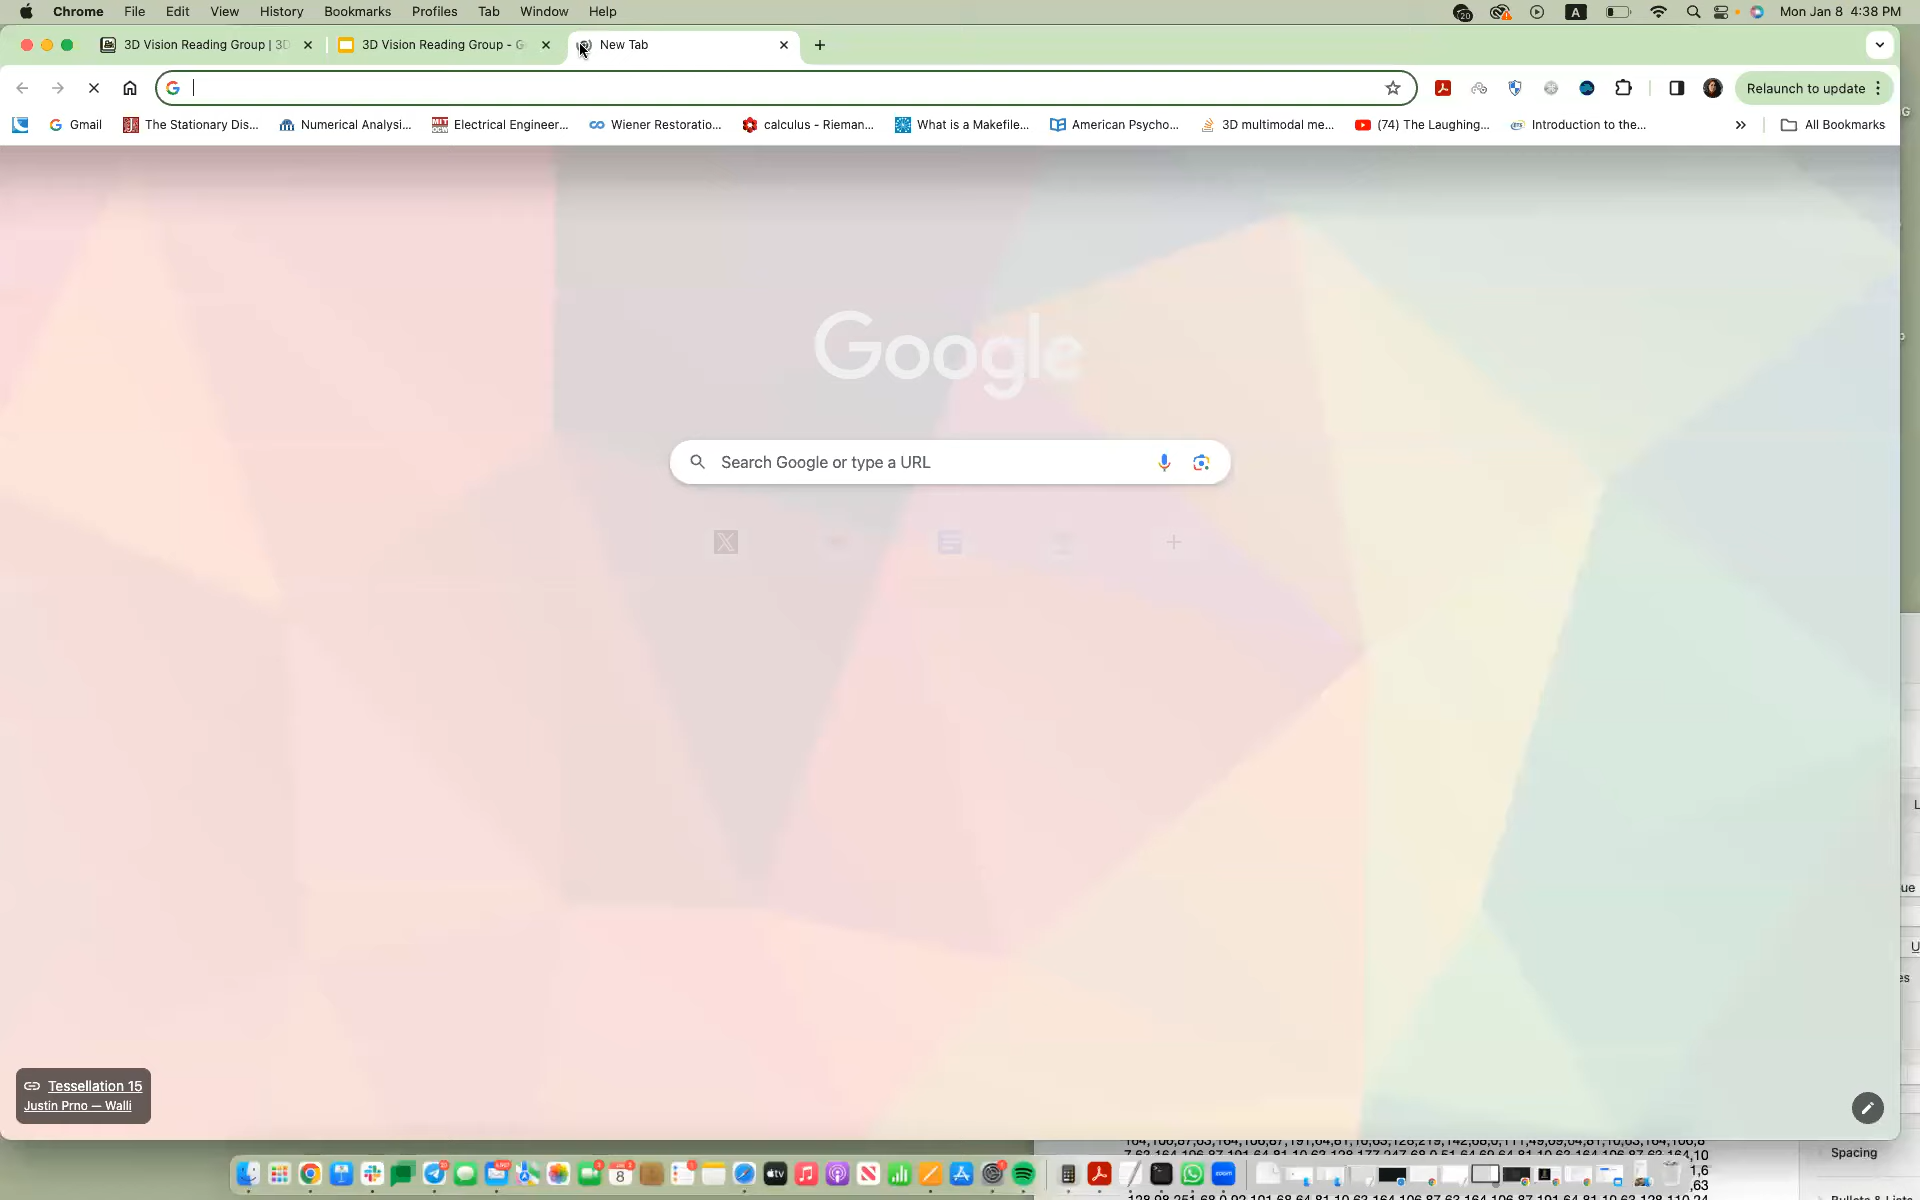 Chrome File Edit View History Bookmarks Profiles Tab Window Help
20 A Mon Jan 8 4:38 PM
3D Vision Reading Group | 3D
3D Vision Reading Group - G
New Tab
Relaunch to update
Gmail
The Stationary Dis...
Numerical Analysi...
Electrical Engineer...
Wiener Restoratio...
calculus - Rieman...
What is a Makefile...
American Psycho...
3D multimodal me...
(74) The Laughing...
Introduction to the...
All Bookmarks
Google
Search Google or type a URL
Tessellation 15
Justin Prno — Walli
Spacing